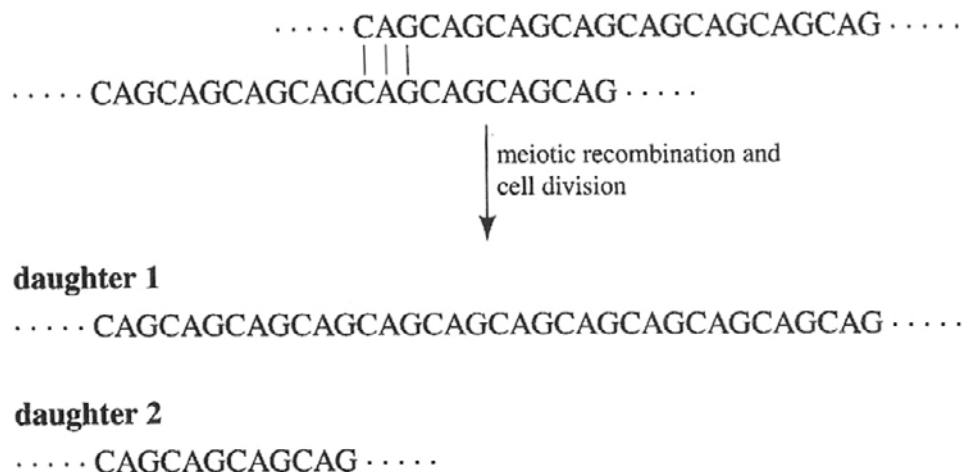 · · · · · CAGCAGCAGCAGCAGCAGCAGCAG · · · · ·
· · · · · CAGCAGCAGCAGCAGCAGCAGCAG · · · · ·
meiotic recombination and
cell division
daughter 1
· · · · · CAGCAGCAGCAGCAGCAGCAGCAGCAGCAGCAGCAG · · · · ·
daughter 2
· · · · · CAGCAGCAGCAG · · · · ·